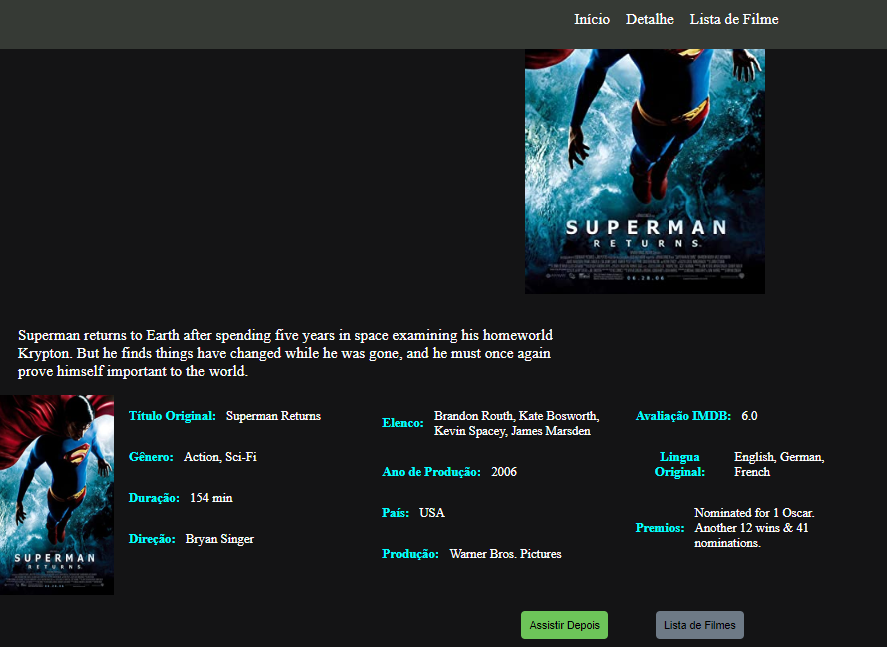 Início Detalhe Lista de Filme
SUPERMAN
RETURNS
06.28.06
Superman returns to Earth after spending five years in space examining his homeworld
Krypton. But he finds things have changed while he was gone, and he must once again
prove himself important to the world.
SUPERMAN
RETURNS
Título Original: Superman Returns
Gênero: Action, Sci-Fi
Duração: 154 min
Direção: Bryan Singer
Elenco: Brandon Routh, Kate Bosworth,
Kevin Spacey, James Marsden
Ano de Produção: 2006
País: USA
Produção: Warner Bros. Pictures
Avaliação IMDB: 6.0
Lingua
Original:
English, German,
French
Premios:
Nominated for 1 Oscar.
Another 12 wins & 41
nominations.
Assistir Depois
Lista de Filmes